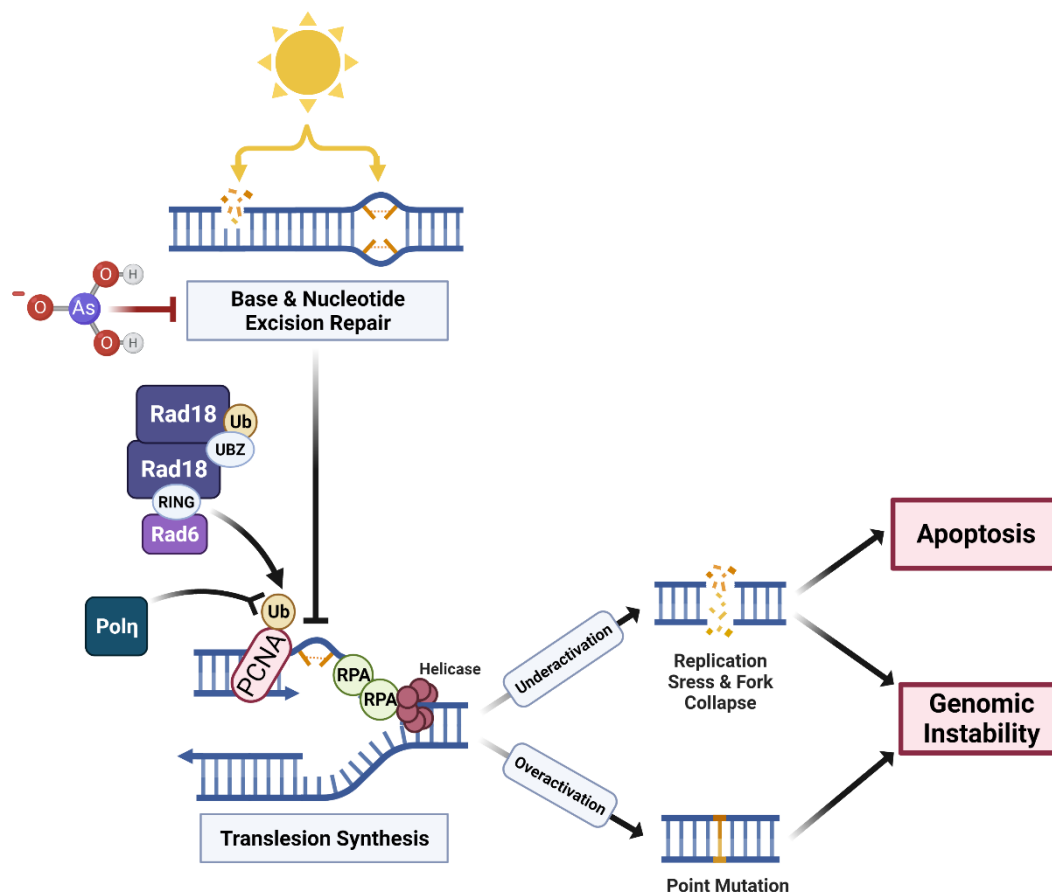 Base & Nucleotide
Excision Repair
O
As
O
H
O
H
−
Rad18
Ub
UBZ
Rad18
RING
Rad6
Polη
Ub
PCNA
RPA
RPA
Helicase
Translesion Synthesis
Underactivation
Overactivation
Replication
Sress & Fork
Collapse
Point Mutation
Apoptosis
Genomic
Instability